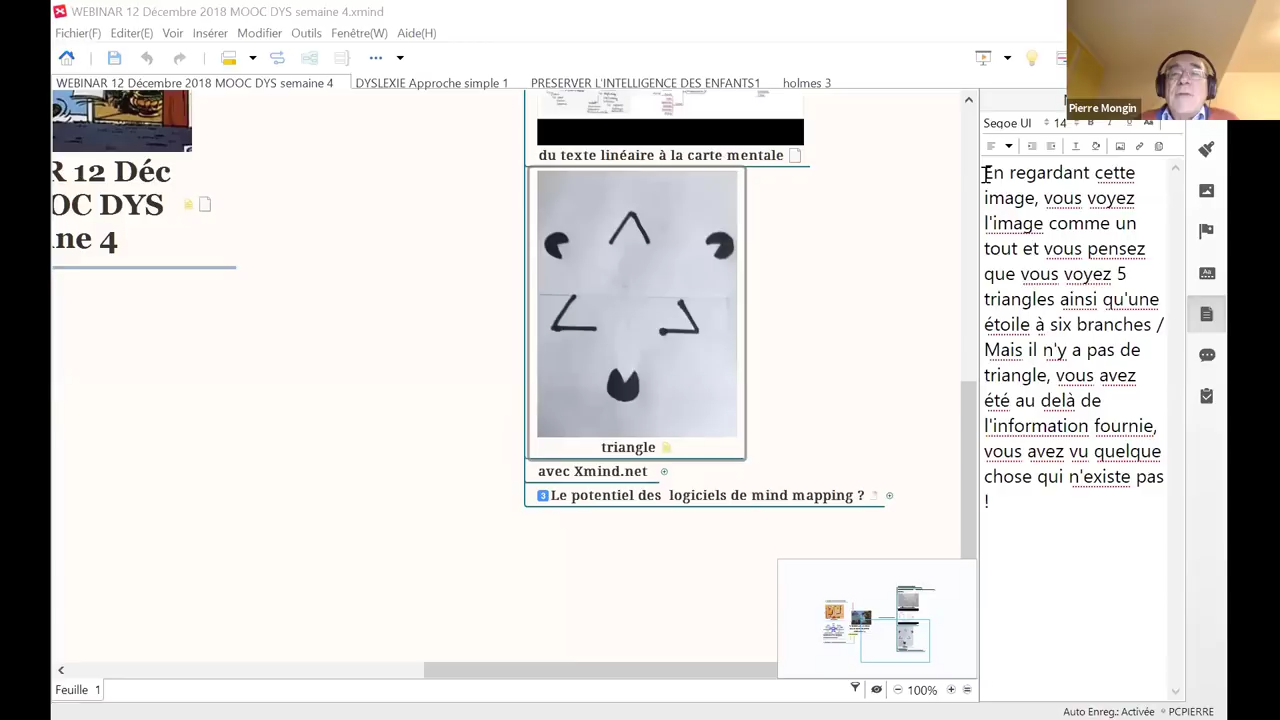 WEBINAR 12 Décembre 2018 MOOC DYS semaine 4.xmind
Fichier(F) Editer(E) Voir Insérer Modifier Outils Fenêtre(W) Aide(H)
WEBINAR 12 Décembre 2018 MOOC DYS semaine 4 DYSLEXIE Approche simple 1 PRESERVER L'INTELLIGENCE DES ENFANTS1 holmes 3
Pierre Mongin
Segoe UI 14
du texte linéaire à la carte mentale
R 12 Déc
OC DYS
ne 4
triangle
avec Xmind.net
3 Le potentiel des logiciels de mind mapping ?
En regardant cette
image, vous voyez
l'image comme un
tout et vous pensez
que vous voyez 5
triangles ainsi qu'une
étoile à six branches /
Mais il n'y a pas de
triangle, vous avez
été au delà de
l'information fournie,
vous avez vu quelque
chose qui n'existe pas
!
Feuille 1
100%
Auto Enreg.: Activée PCPIERRE